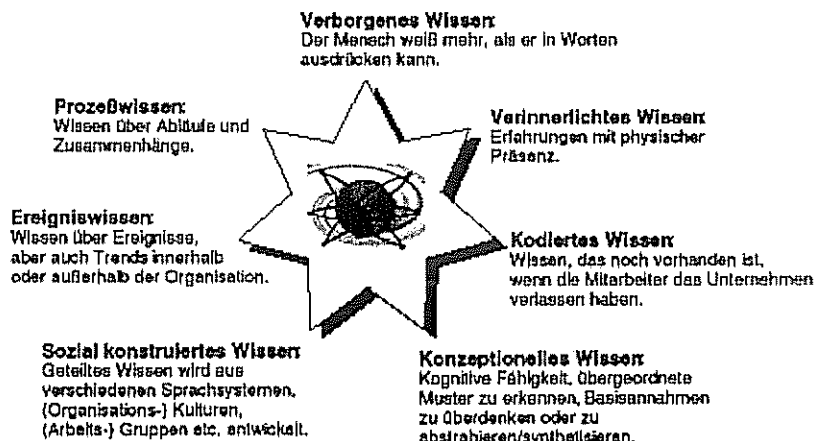 Verborgenes Wissen:
Der Mensch weiß mehr, als er in Worten
ausdrücken kann.
Prozeßwissen:
Wissen über Abläufe und
Zusammenhänge.
Verinnerlichtes Wissen:
Erfahrungen mit physischer
Präsenz.
Ereigniswissen:
Wissen über Ereignisse,
aber auch Trends innerhalb
oder außerhalb der Organisation.
Kodiertes Wissen:
Wissen, das noch vorhanden ist,
wenn die Mitarbeiter das Unternehmen
verlassen haben.
Sozial konstruiertes Wissen:
Geteiltes Wissen wird aus
verschiedenen Sprachsystemen,
(Organisations-) Kulturen,
(Arbeits-) Gruppen etc. entwickelt.
Konzeptionelles Wissen:
Kognitive Fähigkeit, übergeordnete
Muster zu erkennen, Basisannahmen
zu überdenken oder zu
abstrahieren/synthetisieren.